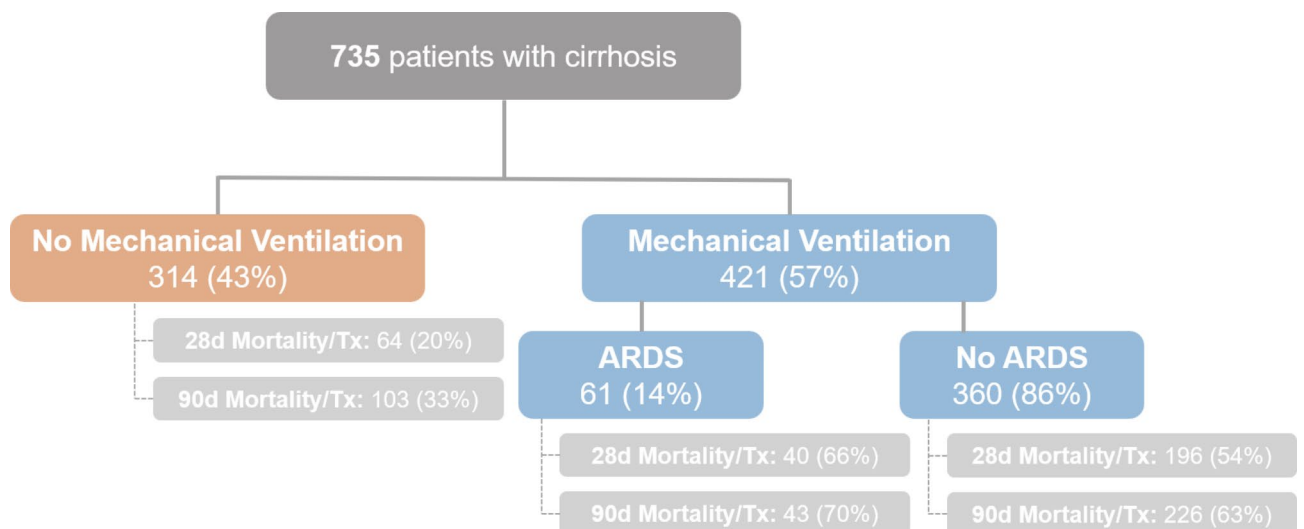 735 patients with cirrhosis
No Mechanical Ventilation
314 (43%)
28d Mortality/Tx: 64 (20%)
90d Mortality/Tx: 103 (33%)
Mechanical Ventilation
421 (57%)
ARDS
61 (14%)
28d Mortality/Tx: 40 (66%)
90d Mortality/Tx: 43 (70%)
No ARDS
360 (86%)
28d Mortality/Tx: 196 (54%)
90d Mortality/Tx: 226 (63%)